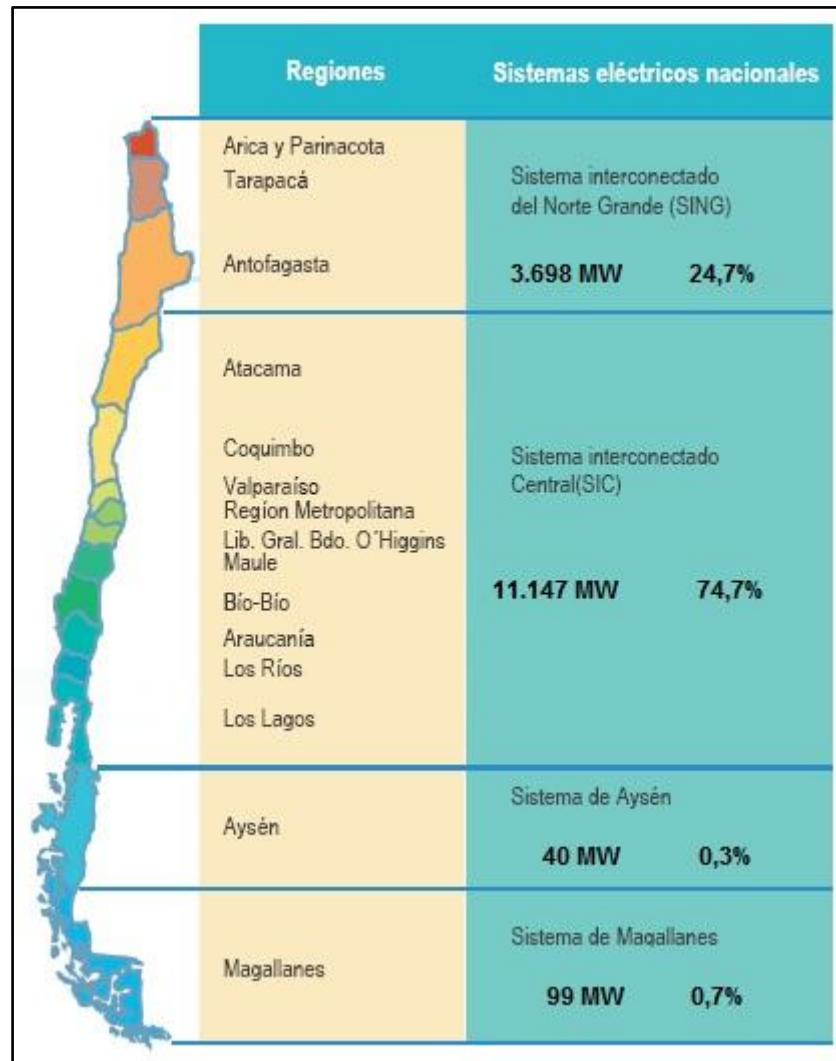 Regiones
Sistemas eléctricos nacionales
Arica y Parinacota
Tarapacá
Antofagasta
Sistema interconectado
del Norte Grande (SING)
3.698 MW 24,7%
Atacama
Coquimbo
Valparaíso
Regíon Metropolitana
Lib. Gral. Bdo. O´Higgins
Maule
Bío-Bío
Araucanía
Los Ríos
Los Lagos
Sistema interconectado
Central(SIC)
11.147 MW 74,7%
Aysén
Sistema de Aysén
40 MW 0,3%
Magallanes
Sistema de Magallanes
99 MW 0,7%